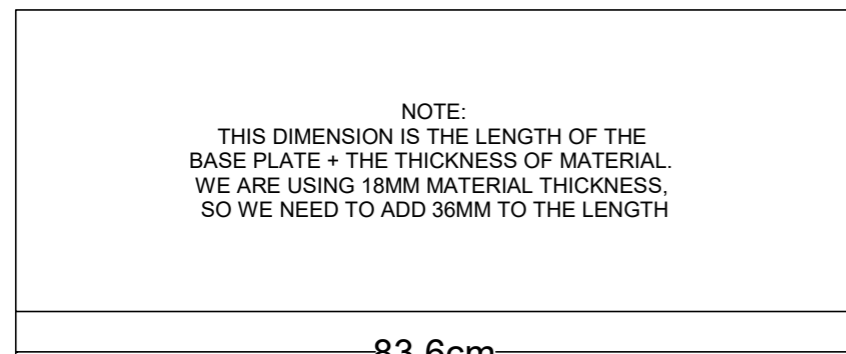 NOTE:
THIS DIMENSION IS THE LENGTH OF THE
BASE PLATE + THE THICKNESS OF MATERIAL.
WE ARE USING 18MM MATERIAL THICKNESS,
SO WE NEED TO ADD 36MM TO THE LENGTH
83.6cm